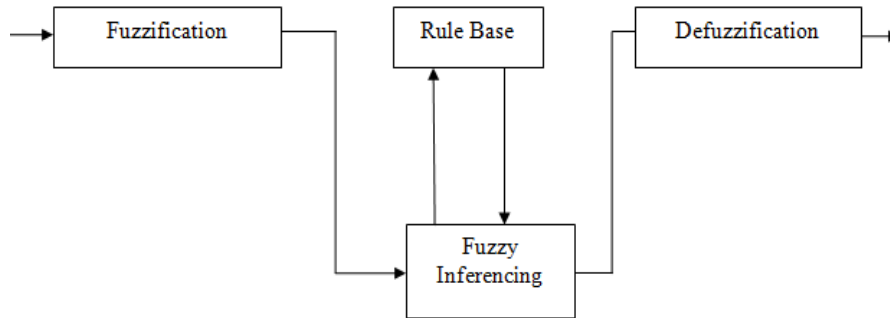 Fuzzification
Rule Base
Defuzzification
Fuzzy
Inferencing